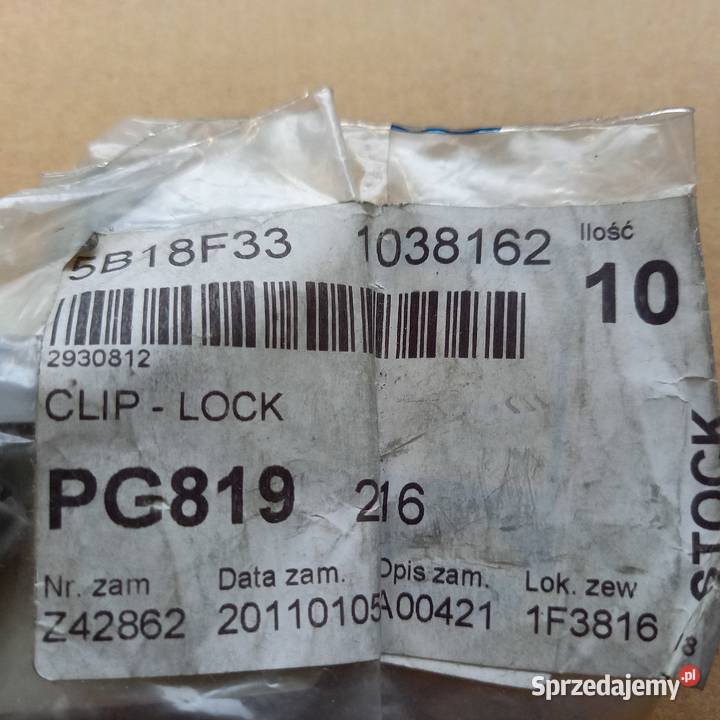 5B18F33 1038162 Ilość
10
2930812
CLIP - LOCK
PG819 216
STOCK
Nr. zam Data zam. Opis zam. Lok. zew
Z42862 20110105 A00421 1F3816
3
Sprzedajemy.pl